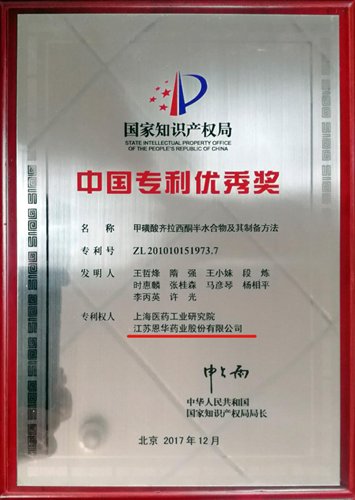 国家知识产权局
STATE INTELLECTUAL PROPERTY OFFICE
OF THE PEOPLE'S REPUBLIC OF CHINA
中国专利优秀奖
名 称 甲磺酸齐拉西酮半水合物及其制备方法
专 利 号 ZL 201010151973.7
发 明 人 王哲烽 隋 强 王小妹 段 炼
时惠麟 张桂森 马彦琴 杨相平
李丙英 许 光
专利权人 上海医药工业研究院
江苏恩华药业股份有限公司
申长雨
中华人民共和国
国家知识产权局局长
北京 2017年12月